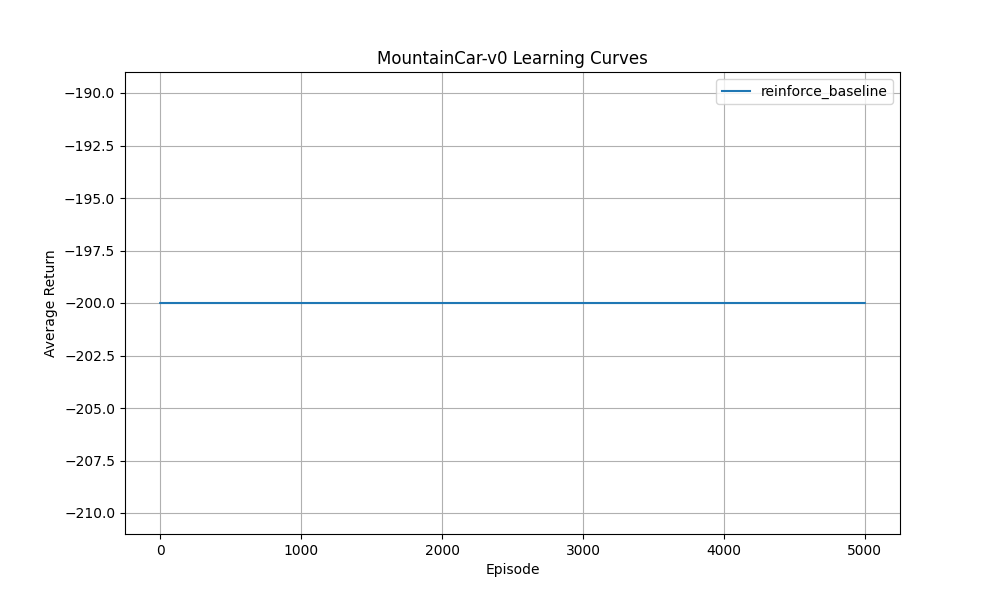 MountainCar-v0 Learning Curves
reinforce_baseline
−190.0
−192.5
−195.0
−197.5
−200.0
−202.5
−205.0
−207.5
−210.0
Average Return
0 1000 2000 3000 4000 5000
Episode